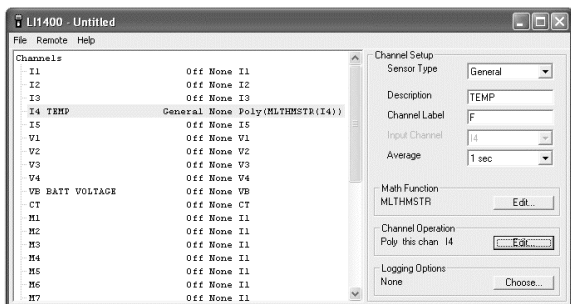 LI1400 - Untitled
File Remote Help
Channels
I1 Off None I1
I2 Off None I2
I3 Off None I3
I4 TEMP General None Poly(MLTHMSTR(I4))
I5 Off None I5
V1 Off None V1
V2 Off None V2
V3 Off None V3
V4 Off None V4
VB BATT VOLTAGE Off None VB
CT Off None CT
M1 Off None I1
M2 Off None I1
M3 Off None I1
M4 Off None I1
M5 Off None I1
M6 Off None I1
M7 Off None I1
Channel Setup
Sensor Type General
Description TEMP
Channel Label F
Input Channel I4
Average 1 sec
Math Function
MLTHMSTR Edit...
Channel Operation
Poly this chan I4 Edit...
Logging Options
None Choose...